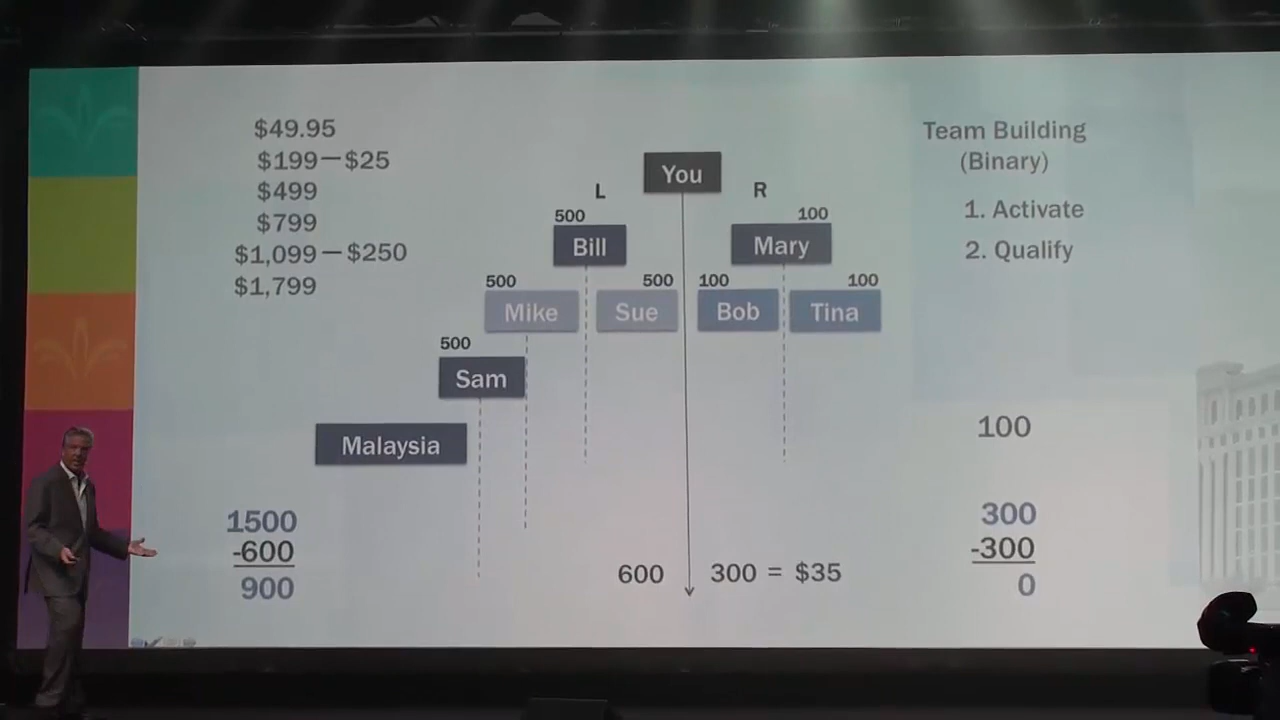 $49.95
$199—$25
$499
$799
$1,099—$250
$1,799
You
L
R
500
Bill
100
Mary
500
Mike
500
Sue
100
Bob
100
Tina
500
Sam
Malaysia
1500
-600
900
600
300 = $35
Team Building
(Binary)
1. Activate
2. Qualify
100
300
-300
0